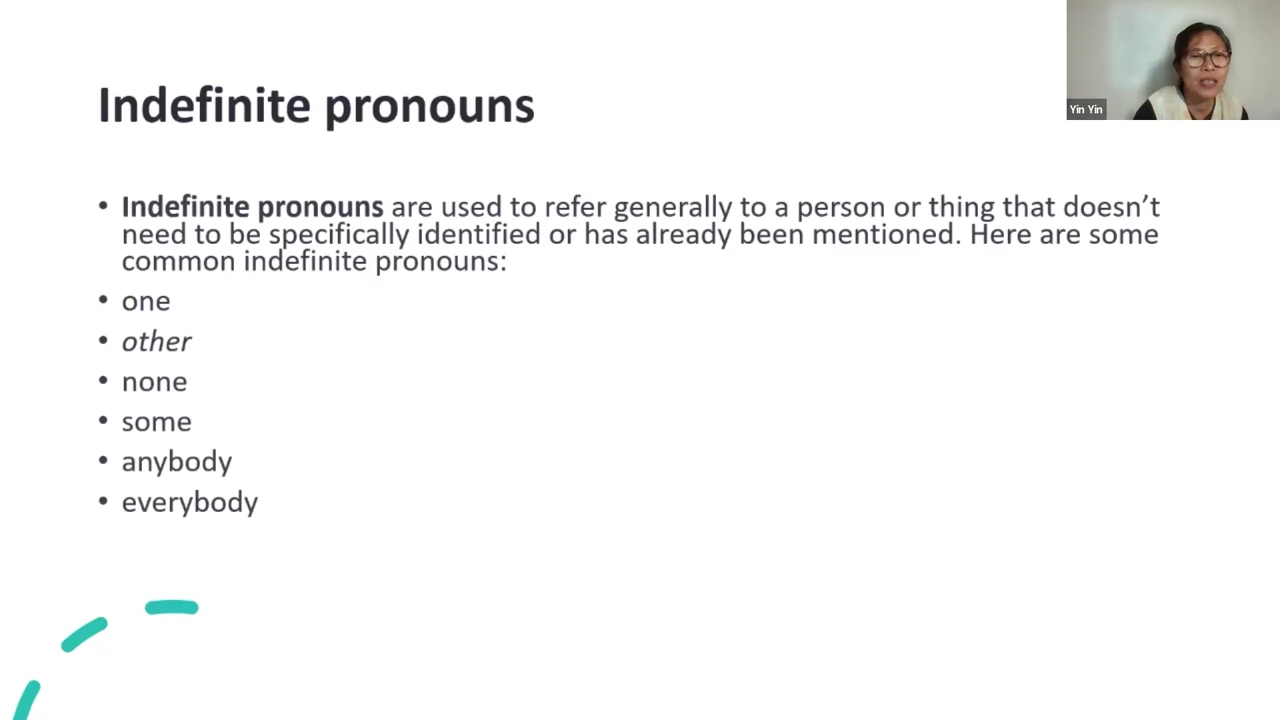 Indefinite pronouns
• Indefinite pronouns are used to refer generally to a person or thing that doesn’t
need to be specifically identified or has already been mentioned. Here are some
common indefinite pronouns:
• one
• other
• none
• some
• anybody
• everybody
Yin Yin